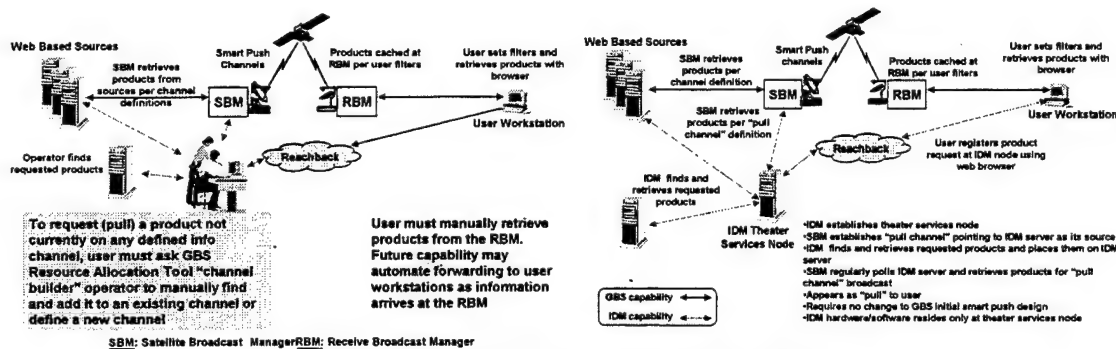 Web Based Sources
SBM retrieves
products from
sources per channel
definitions
Smart Push
Channels
Products cached at
RBM per user filters
User sets filters and
retrieves products with
browser
SBM
RBM
User Workstation
Operator finds
requested products
Reachback
To request (pull) a product not
currently on any defined info
channel, user must ask GBS
Resource Allocation Tool "channel
builder" operator to manually find
and add it to an existing channel or
define a new channel
User must manually retrieve
products from the RBM.
Future capability may
automate forwarding to user
workstations as information
arrives at the RBM
SBM: Satellite Broadcast ManagerRBM: Receive Broadcast Manager
Web Based Sources
SBM retrieves
products per
channel definition
Smart Push
channels
Products cached at
RBM per user filters
User sets filters and
retrieves products with
browser
SBM
RBM
User Workstation
SBM retrieves
products per "pull
channel" definition
Reachback
User registers product
request at IDM node using
web browser
IDM finds and
retrieves requested
products
IDM Theater
Services Node
•IDM establishes theater services node
•SBM establishes "pull channel" pointing to IDM server as its source
•IDM finds and retrieves requested products and places them on IDM
server
•SBM regularly polls IDM server and retrieves products for "pull
channel" broadcast
•Appears as "pull" to user
•Requires no change to GBS initial smart push design
•IDM hardware/software resides only at theater services node
GBS capability
IDM capability